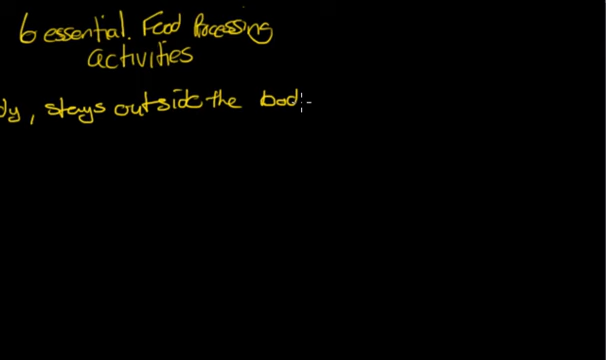 6 essential. Food Processing
activities
dy, stays outside the bod